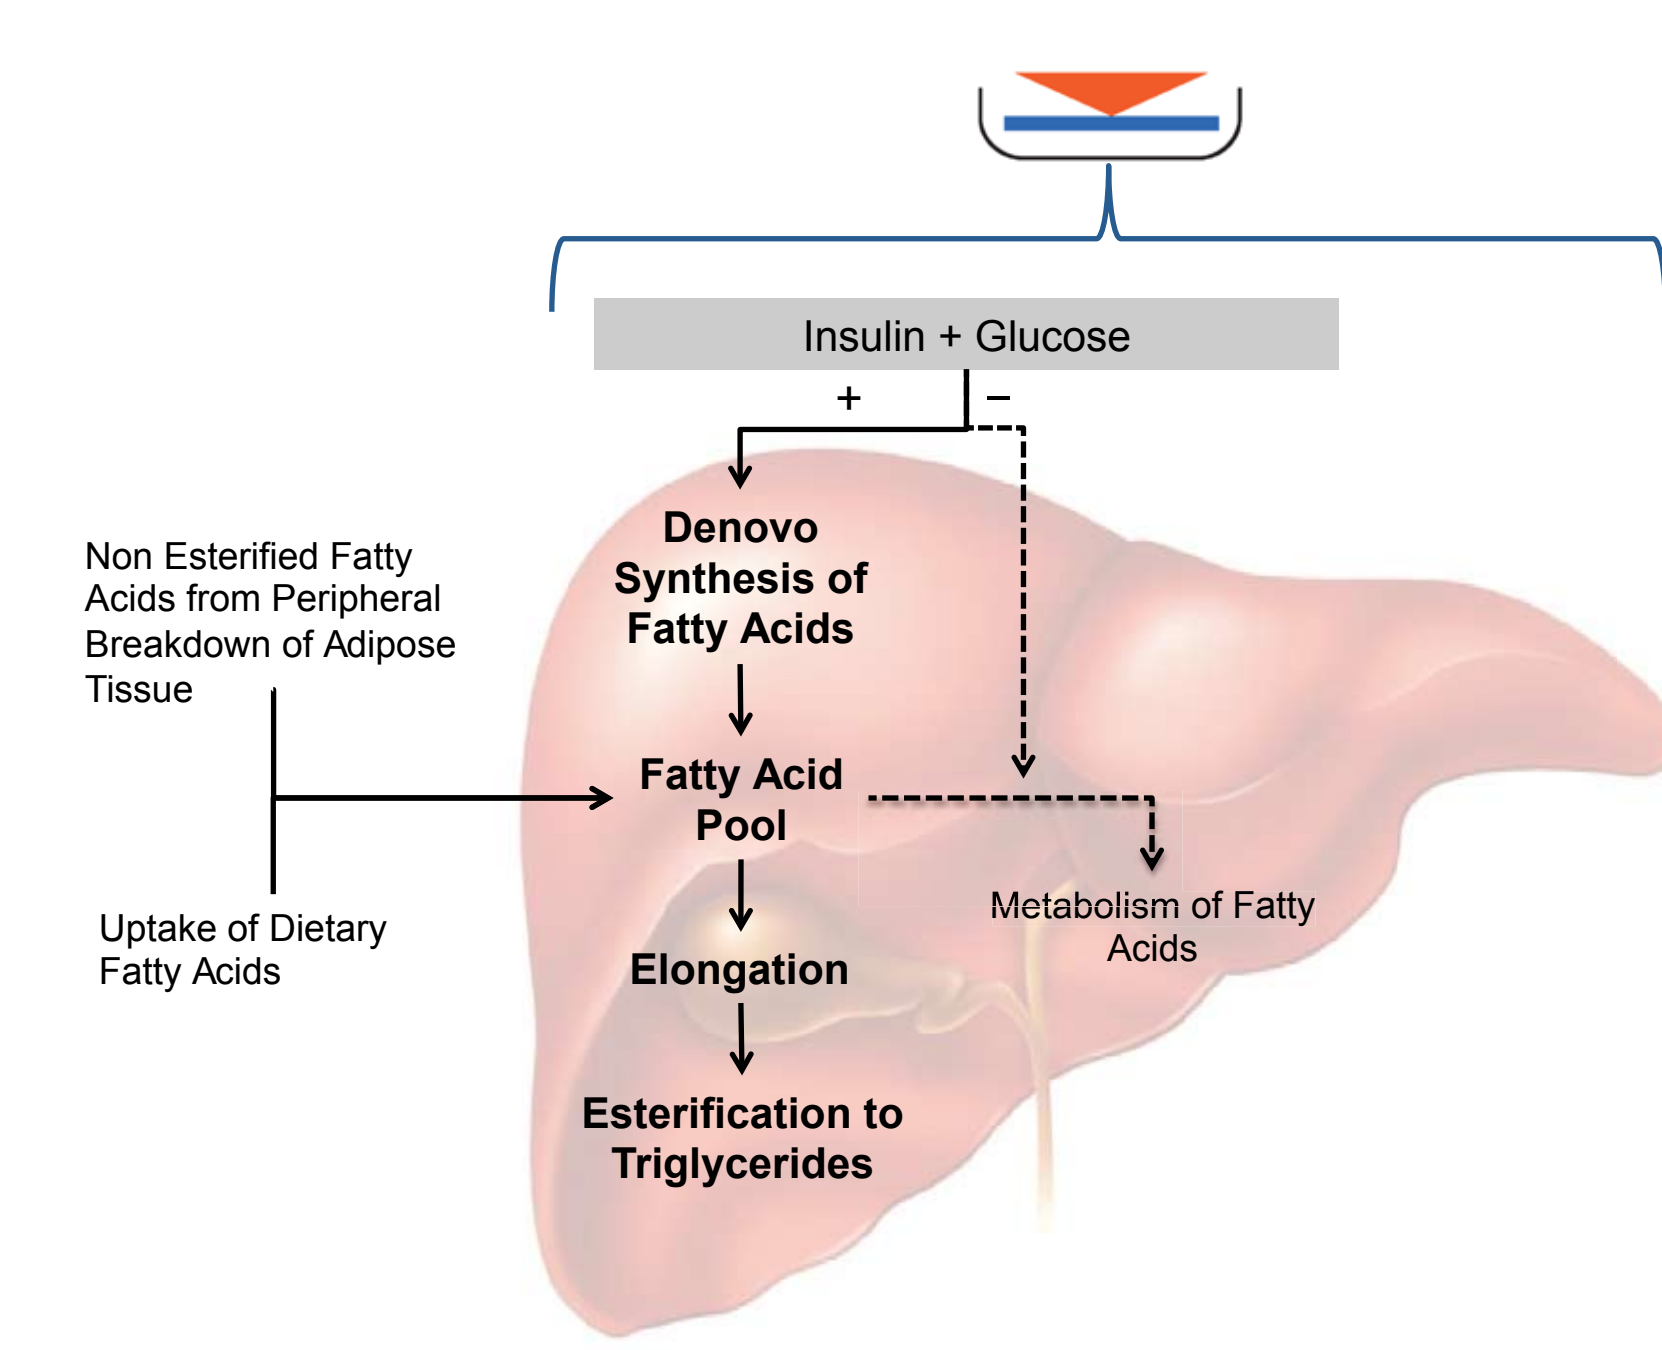 Insulin + Glucose
+ −
Denovo
Synthesis of
Fatty Acids
Non Esterified Fatty
Acids from Peripheral
Breakdown of Adipose
Tissue
Fatty Acid
Pool
Uptake of Dietary
Fatty Acids
Metabolism of Fatty
Acids
Elongation
Esterification to
Triglycerides